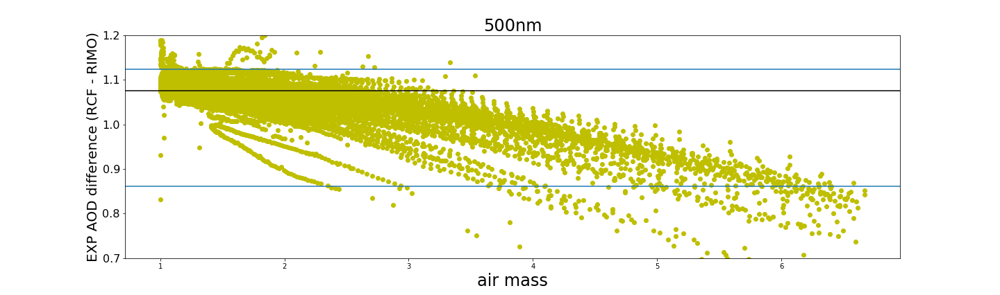 500nm
EXP AOD difference (RCF - RIMO)
1.2
1.1
1.0
0.9
0.8
0.7
1 2 3 4 5 6
air mass